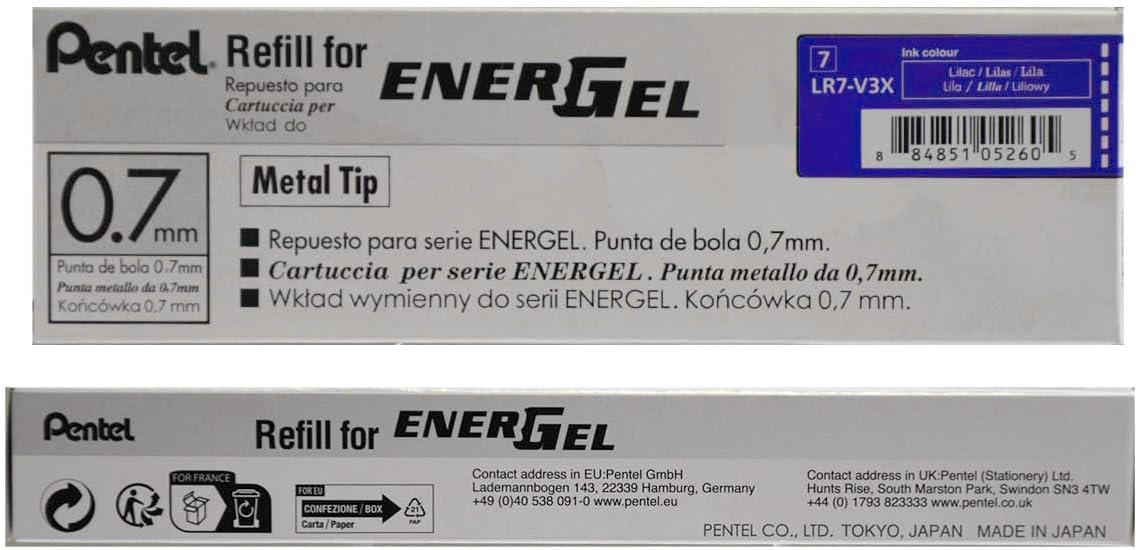 Pentel Refill for ENERGEL
Repuesto para
Cartuccia per
Wkład do
7
Ink colour
LR7-V3X
Lilac / Lilas / Lila
Lila / Lilla / Liliowy
8 84851 05260 5
0.7mm
Punta de bola 0,7mm
Punta metallo da 0,7mm
Końcówka 0,7 mm
Metal Tip
Repuesto para serie ENERGEL. Punta de bola 0,7mm.
Cartuccia per serie ENERGEL. Punta metallo da 0,7mm.
Wkład wymienny do serii ENERGEL. Końcówka 0,7 mm.
Pentel Refill for ENERGEL
FOR FRANCE
FOR EU
CONFEZIONE/BOX
Carta/Paper
21
PAP
Contact address in EU:Pentel GmbH
Lademannbogen 143, 22339 Hamburg, Germany
+49 (0)40 538 091-0 www.pentel.eu
Contact address in UK:Pentel (Stationery) Ltd.
Hunts Rise, South Marston Park, Swindon SN3 4TW
+44 (0) 1793 823333 www.pentel.co.uk
PENTEL CO., LTD. TOKYO, JAPAN MADE IN JAPAN